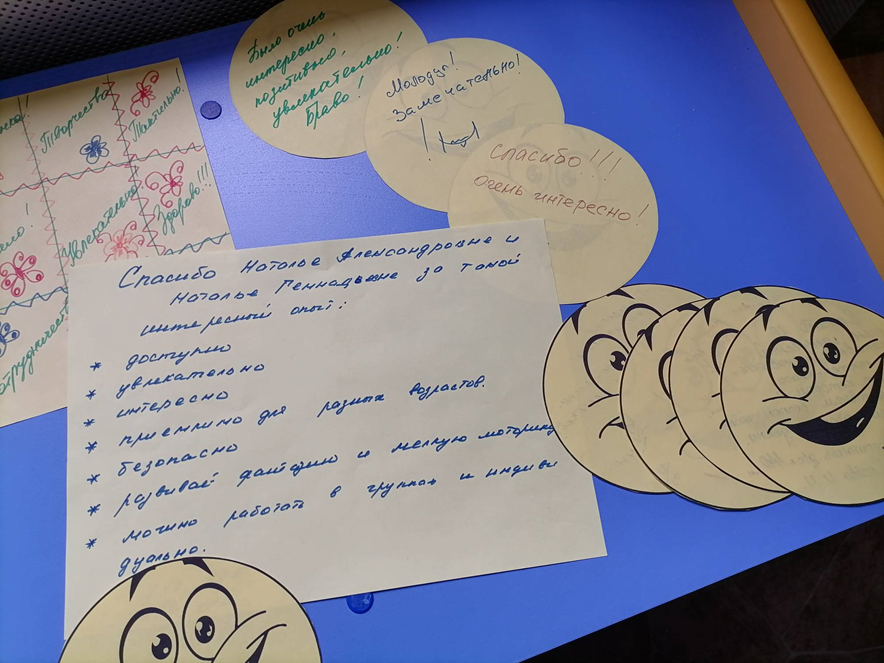 Было очень
интересно,
позитивно,
увлекательно!
Браво!
Молодцы!
Замечательно!
Спасибо!!!
очень интересно!
Творчества
Тактильно!
Увлекательно
Здорово!!!
Спасибо Наталье Александровне и
Наталье Геннадьевне за такой
интересный опыт:
* доступно
* увлекательно
* интересно
* приемлимо для разных возрастов.
* безопасно
* развивает фантазию и мелкую моторику
* можно работать в группах и индиви
дуально.